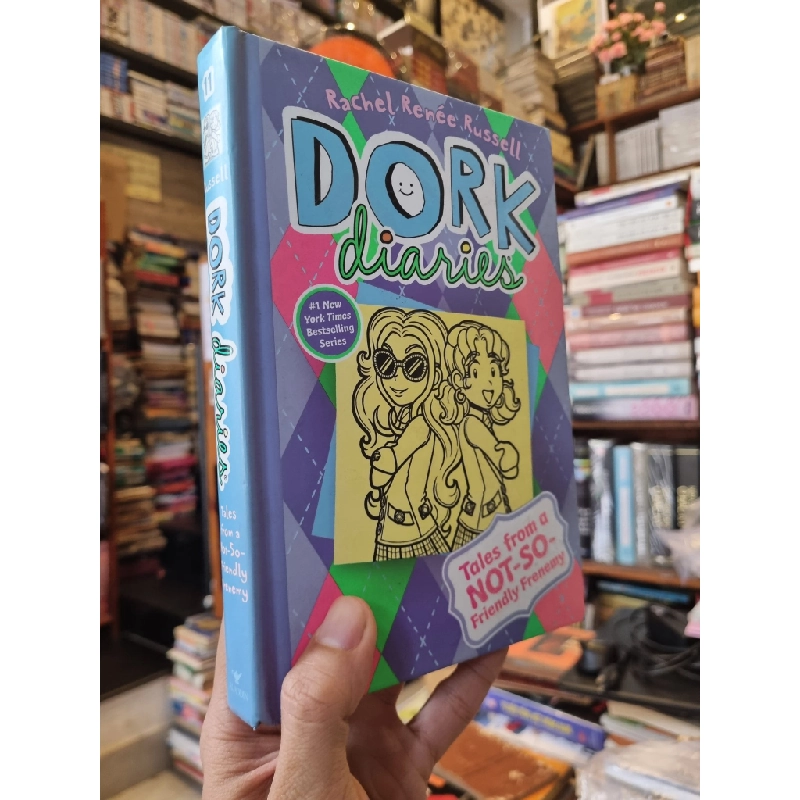 Rachel Renée Russell
DORK
diaries
#1 New
York Times
Bestselling
Series
Tales from a
NOT-SO-
Friendly Frenemy
11
Russell
DORK diaries
Tales
from a
Not-So-
Friendly
Frenemy